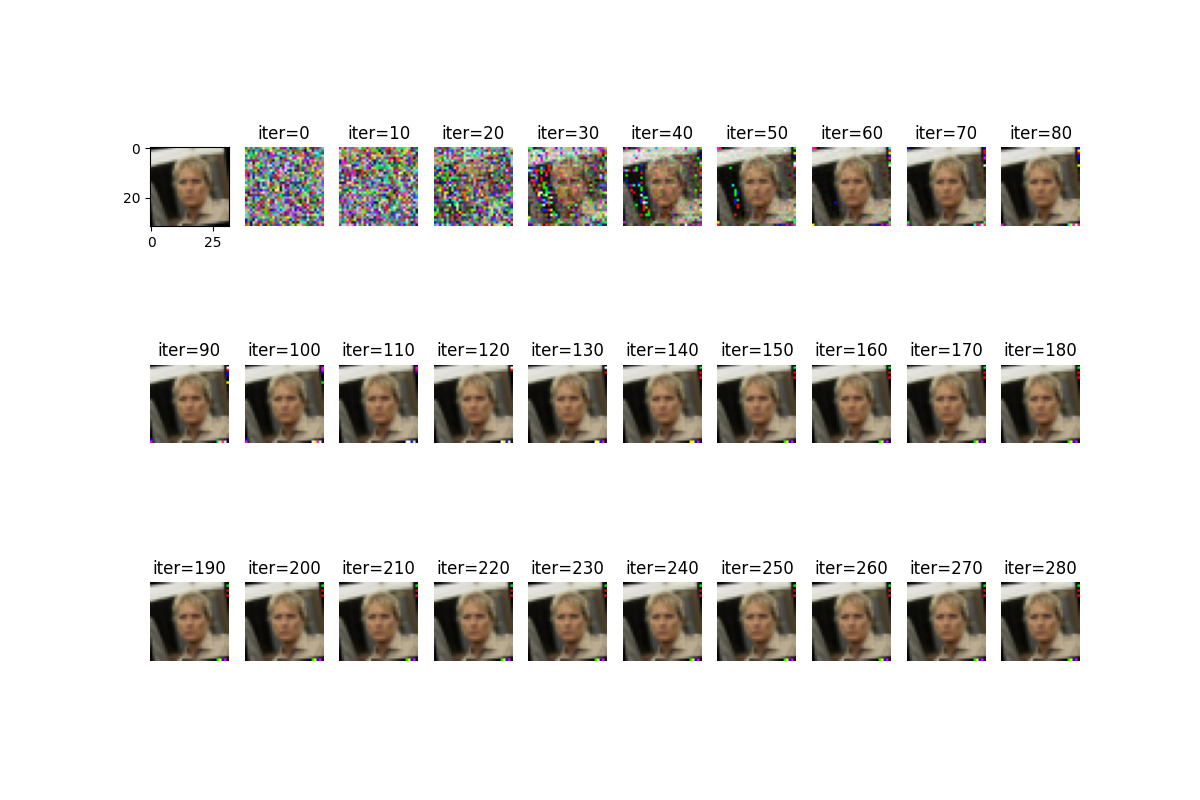 iter=0 iter=10 iter=20 iter=30 iter=40 iter=50 iter=60 iter=70 iter=80
0
20
0 25
iter=90 iter=100 iter=110 iter=120 iter=130 iter=140 iter=150 iter=160 iter=170 iter=180
iter=190 iter=200 iter=210 iter=220 iter=230 iter=240 iter=250 iter=260 iter=270 iter=280